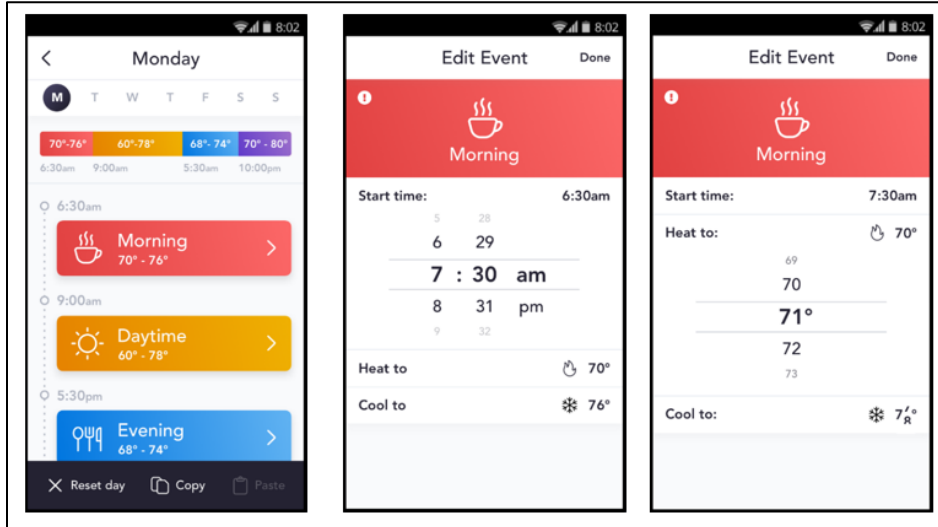 8:02
Monday
M T W T F S S
70°-76° 60°-78° 68°- 74° 70° - 80°
6:30am 9:00am 5:30pm 10:00pm
6:30am
Morning
70° - 76°
9:00am
Daytime
60° - 78°
5:30pm
Evening
68° - 74°
Reset day Copy Paste
8:02
Edit Event Done
Morning
Start time: 6:30am
5 28
6 29
7 : 30 am
8 31 pm
9 32
Heat to 70°
Cool to 76°
8:02
Edit Event Done
Morning
Start time: 7:30am
Heat to: 70°
69
70
71°
72
73
Cool to: